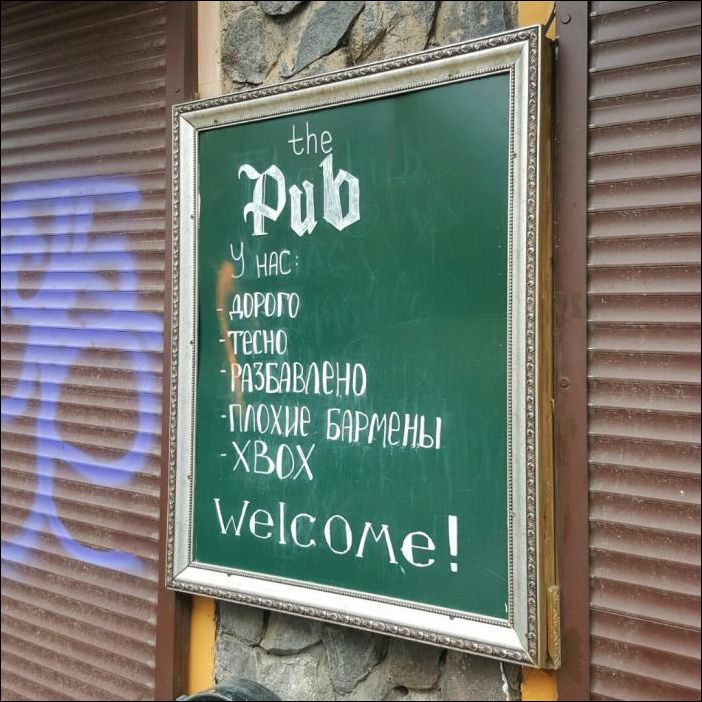 the
Pub
У нас:
- ДОРОГО
- ТЕСНО
- РАЗБАВЛЕНО
- ПЛОХИЕ БАРМЕНЫ
- XBOX
Welcome!